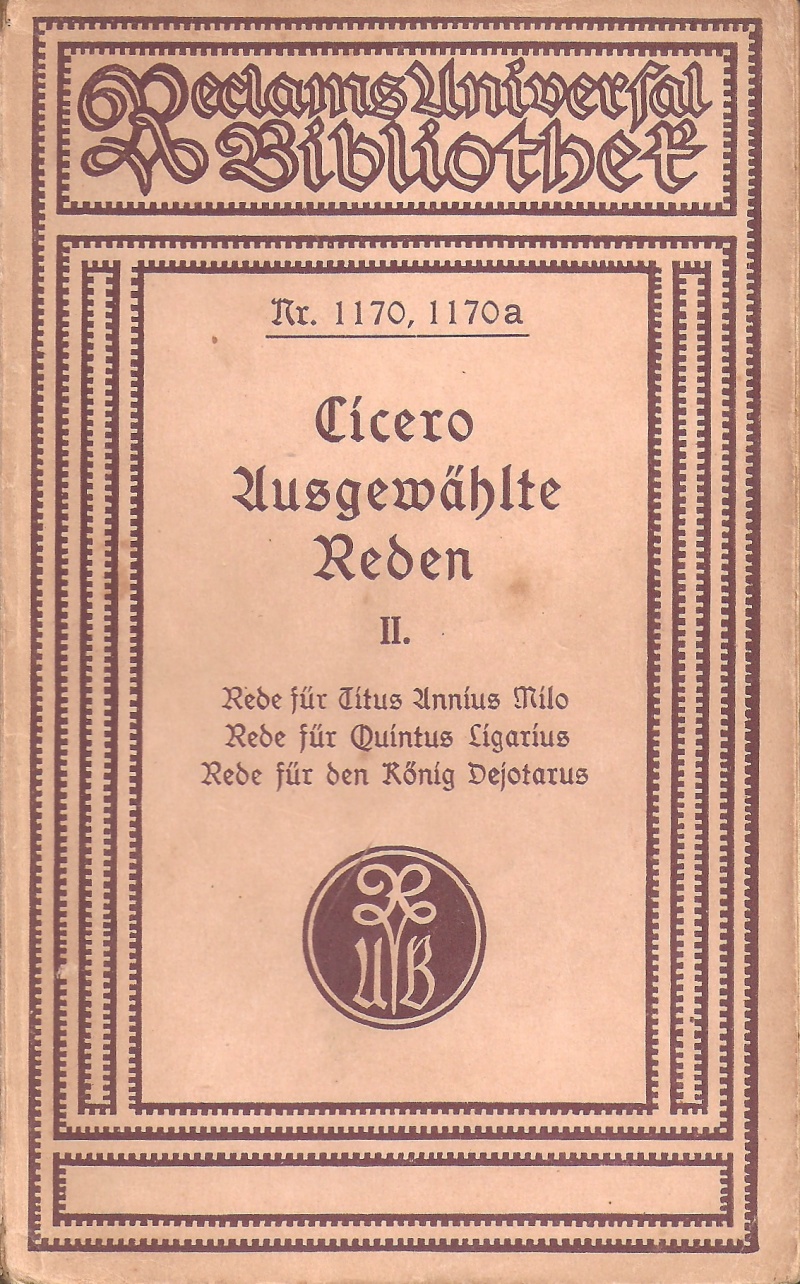 Reclams Universal
Bibliothek
Nr. 1170, 1170a
Cicero
Ausgewählte
Reden
II.
Rede für Titus Annius Milo
Rede für Quintus Ligarius
Rede für den König Dejotarus
R
U B